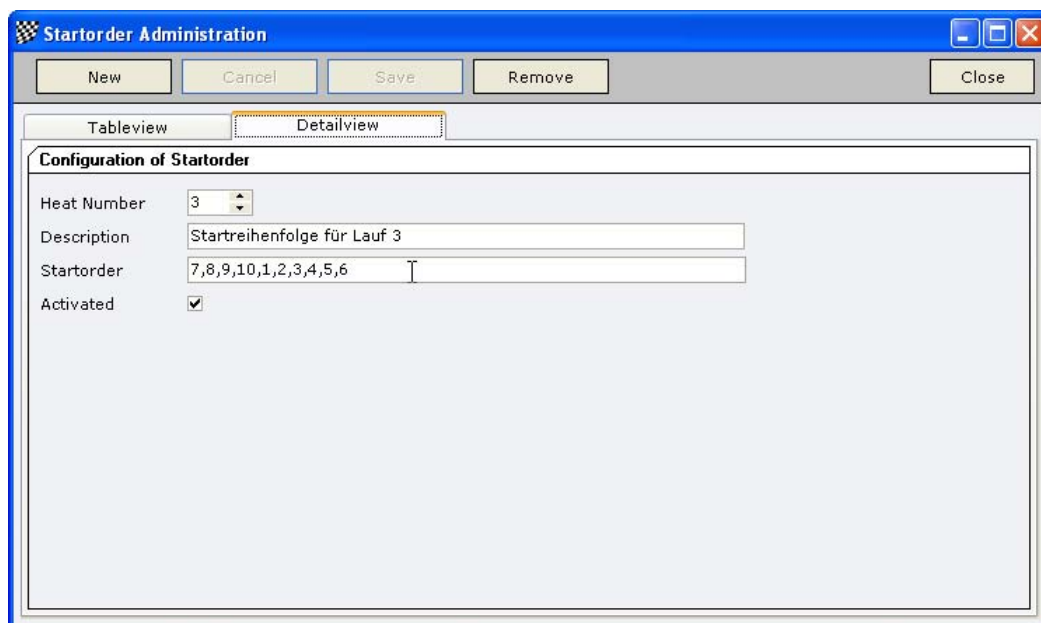 Startorder Administration
New Cancel Save Remove Close
Tableview Detailview
Configuration of Startorder
Heat Number 3
Description Startreihenfolge für Lauf 3
Startorder 7,8,9,10,1,2,3,4,5,6
Activated